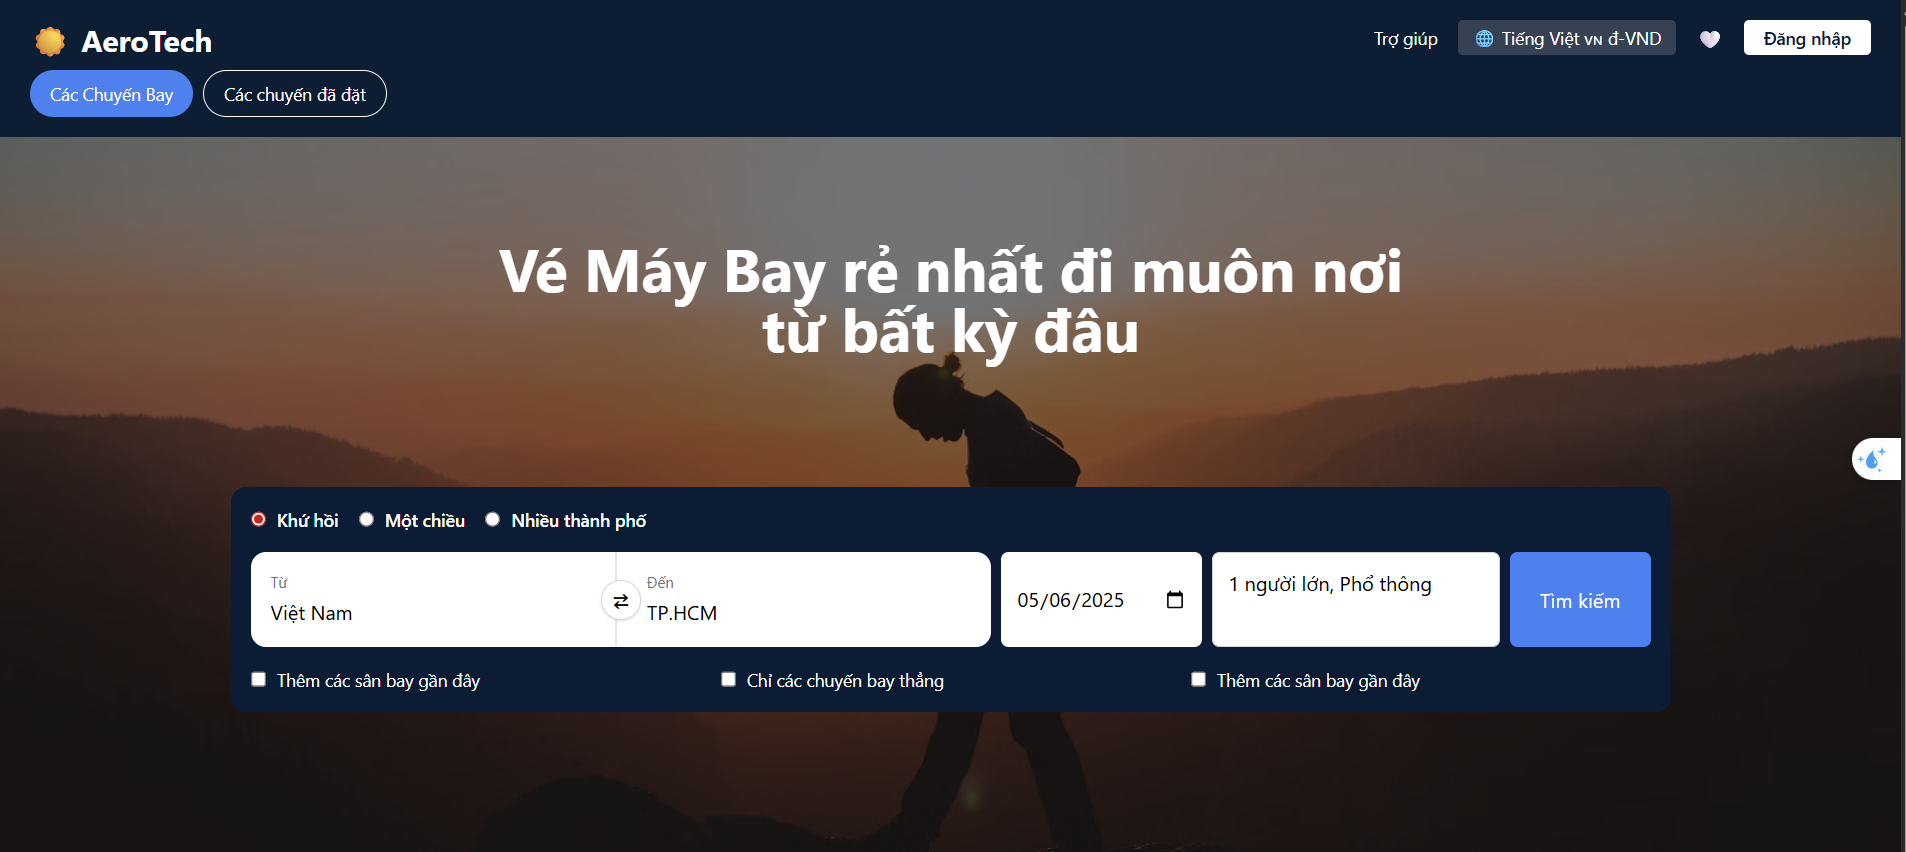 AeroTech
Trợ giúp
Tiếng Việt VN đ-VND
Đăng nhập
Các Chuyến Bay
Các chuyến đã đặt
Vé Máy Bay rẻ nhất đi muôn nơi
từ bất kỳ đâu
Khứ hồi
Một chiều
Nhiều thành phố
Từ
Việt Nam
Đến
TP.HCM
05/06/2025
1 người lớn, Phổ thông
Tìm kiếm
Thêm các sân bay gần đây
Chỉ các chuyến bay thẳng
Thêm các sân bay gần đây